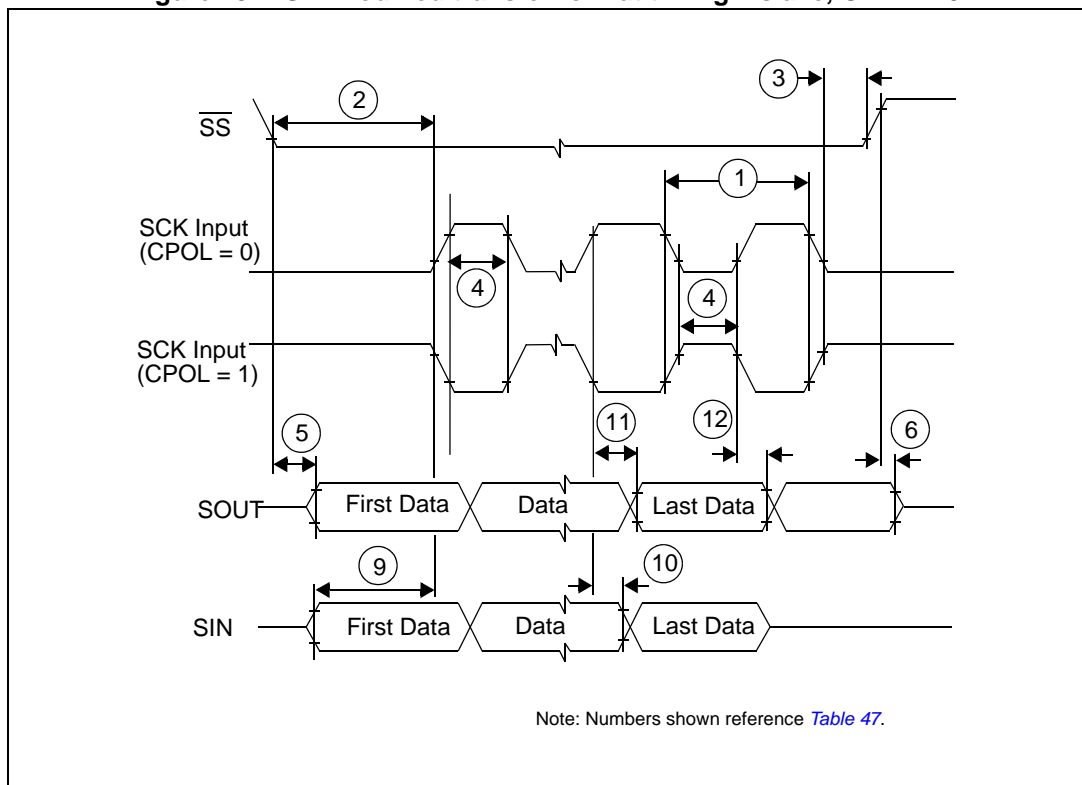 3
2
SS
1
SCK Input
(CPOL = 0)
4
4
SCK Input
(CPOL = 1)
5
11
12
6
SOUT
First Data
Data
Last Data
9
10
SIN
First Data
Data
Last Data
Note: Numbers shown reference Table 47.